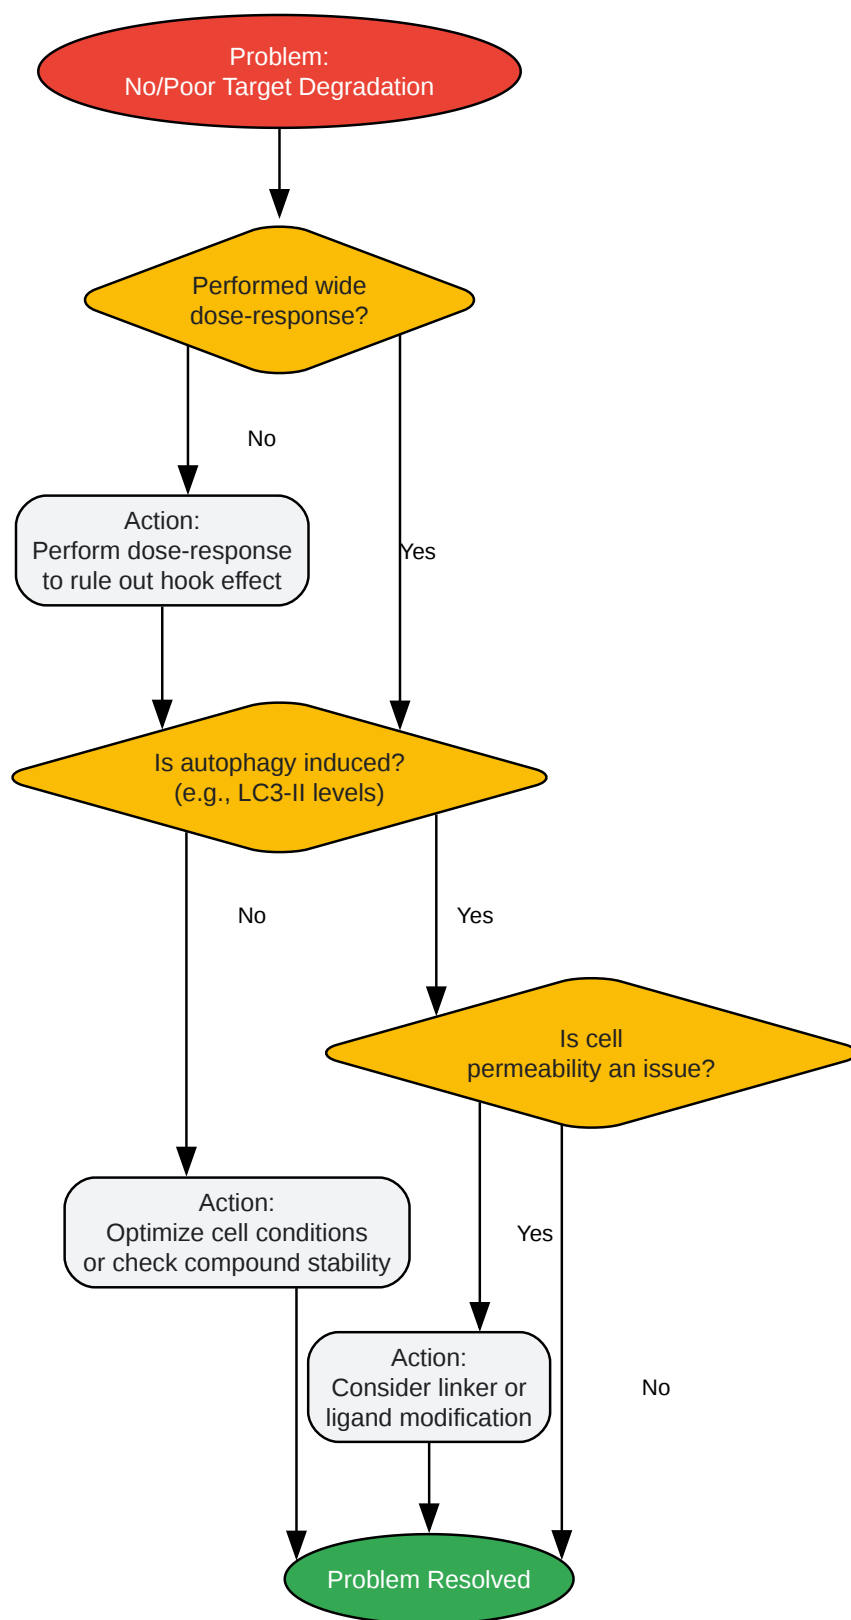 Problem:
No/Poor Target Degradation
Performed wide
dose-response?
No
Action:
Perform dose-response
to rule out hook effect
Yes
Is autophagy induced?
(e.g., LC3-II levels)
No
Yes
Is cell
permeability an issue?
Action:
Optimize cell conditions
or check compound stability
Yes
Action:
Consider linker or
ligand modification
No
Problem Resolved